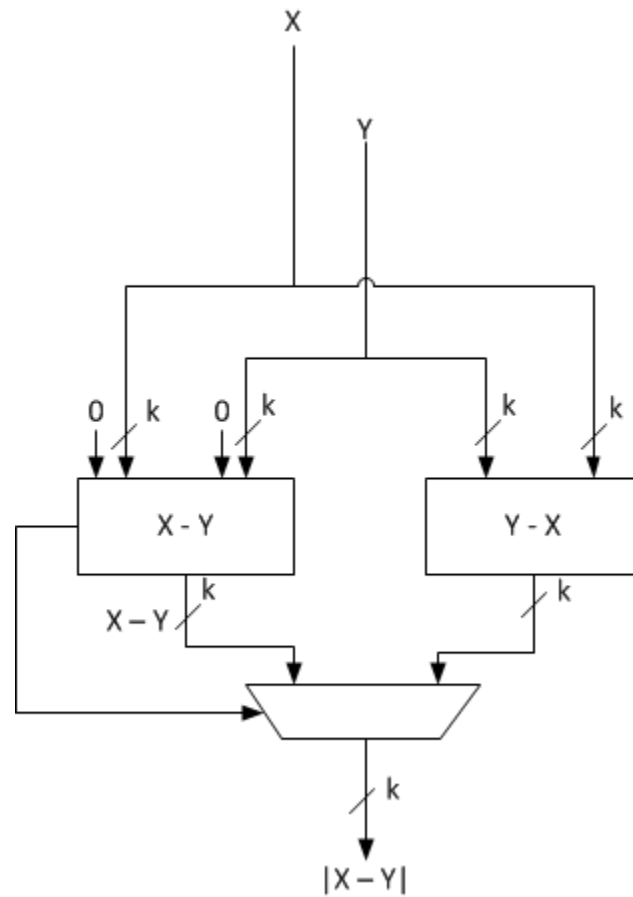 X
Y
0 k 0 k k k
X - Y Y - X
k k
X – Y
k
|X – Y|